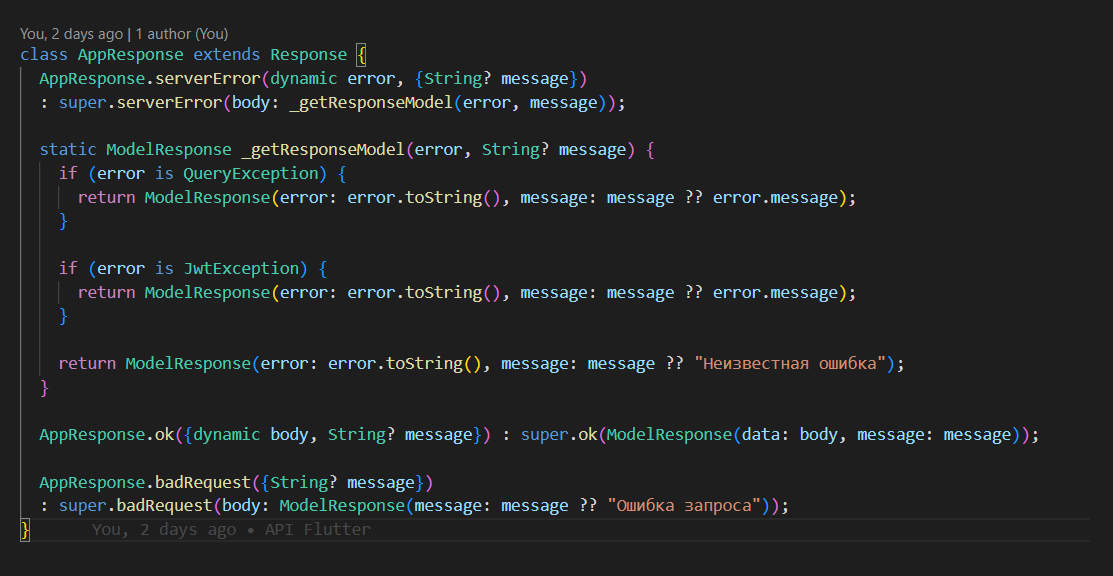 You, 2 days ago | 1 author (You)
class AppResponse extends Response {
AppResponse.serverError(dynamic error, {String? message})
: super.serverError(body: _getResponseModel(error, message));
static ModelResponse _getResponseModel(error, String? message) {
if (error is QueryException) {
return ModelResponse(error: error.toString(), message: message ?? error.message);
}
if (error is JwtException) {
return ModelResponse(error: error.toString(), message: message ?? error.message);
}
return ModelResponse(error: error.toString(), message: message ?? "Неизвестная ошибка");
}
AppResponse.ok({dynamic body, String? message}) : super.ok(ModelResponse(data: body, message: message));
AppResponse.badRequest({String? message})
: super.badRequest(body: ModelResponse(message: message ?? "Ошибка запроса"));
} You, 2 days ago • API Flutter